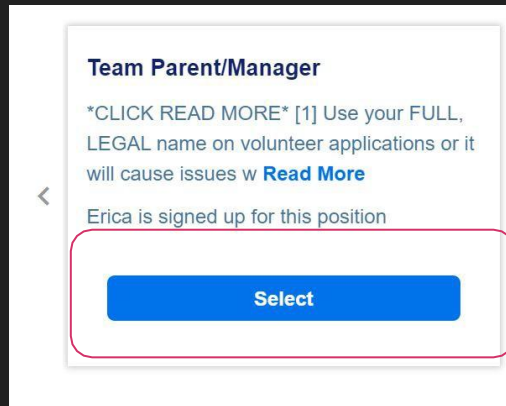 Team Parent/Manager
*CLICK READ MORE* [1] Use your FULL,
LEGAL name on volunteer applications or it
will cause issues w Read More
Erica is signed up for this position
Select